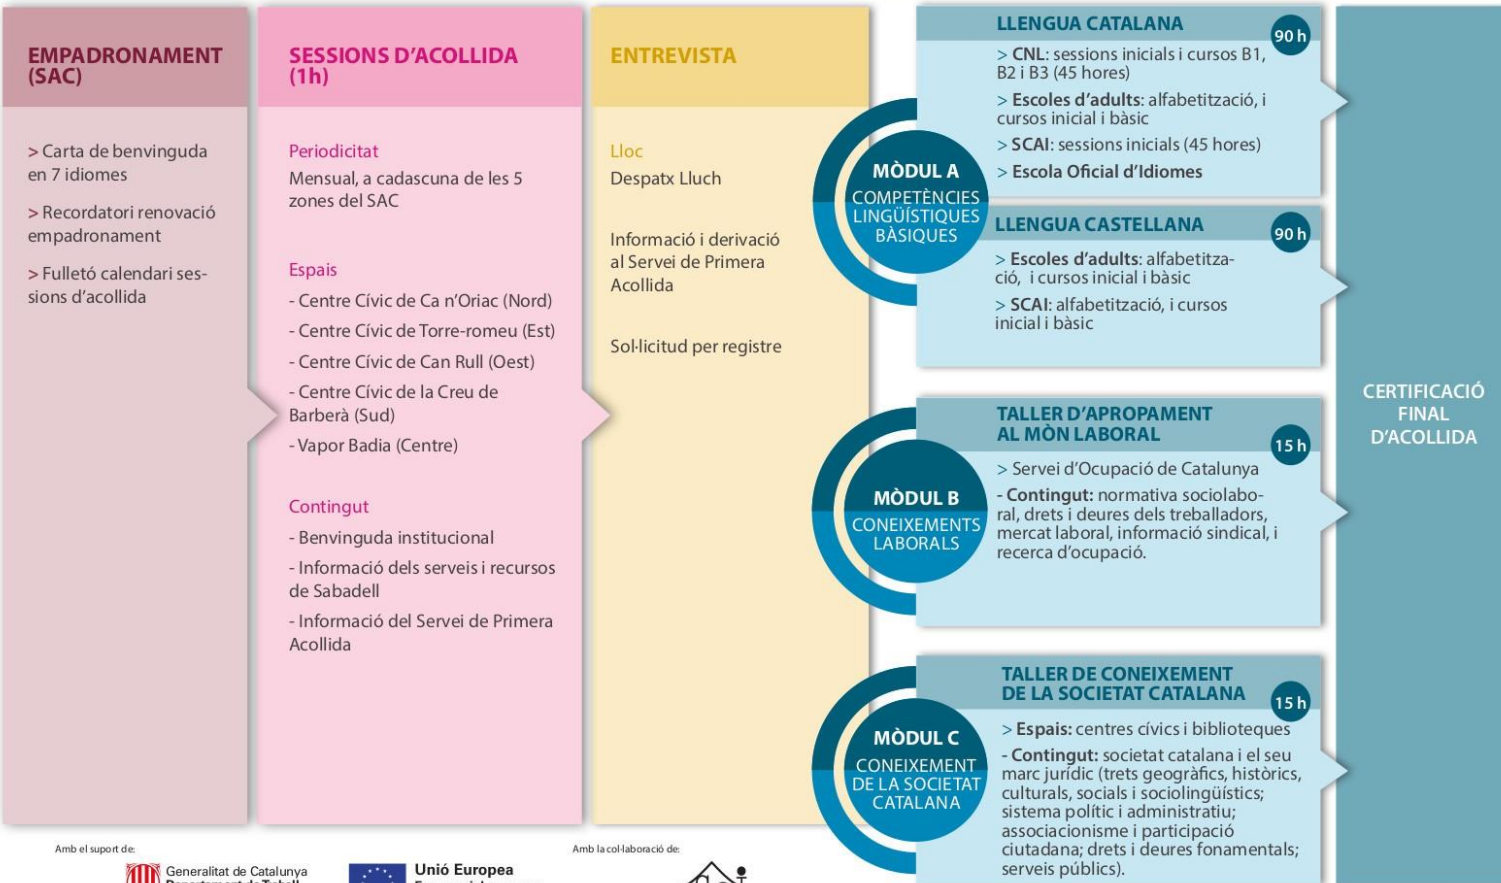 EMPADRONAMENT
(SAC)
> Carta de benvinguda
en 7 idiomes
> Recordatori renovació
empadronament
> Fulletó calendari ses-
sions d'acollida
SESSIONS D'ACOLLIDA
(1h)
Periodicitat
Mensual, a cadascuna de les 5
zones del SAC
Espais
- Centre Cívic de Ca n'Oriac (Nord)
- Centre Cívic de Torre-romeu (Est)
- Centre Cívic de Can Rull (Oest)
- Centre Cívic de la Creu de
Barberà (Sud)
- Vapor Badia (Centre)
Contingut
- Benvinguda institucional
- Informació dels serveis i recursos
de Sabadell
- Informació del Servei de Primera
Acollida
ENTREVISTA
Lloc
Despatx Lluch
Informació i derivació
al Servei de Primera
Acollida
Sol·licitud per registre
MÒDUL A
COMPETÈNCIES
LINGÜÍSTIQUES
BÀSIQUES
LLENGUA CATALANA
90 h
> CNL: sessions inicials i cursos B1,
B2 i B3 (45 hores)
> Escoles d'adults: alfabetització, i
cursos inicial i bàsic
> SCAI: sessions inicials (45 hores)
> Escola Oficial d'Idiomes
LLENGUA CASTELLANA
90 h
> Escoles d'adults: alfabetitza-
ció, i cursos inicial i bàsic
> SCAI: alfabetització, i cursos
inicial i bàsic
MÒDUL B
CONEIXEMENTS
LABORALS
TALLER D'APROPAMENT
AL MÒN LABORAL
15 h
> Servei d'Ocupació de Catalunya
- Contingut: normativa sociolabo-
ral, drets i deures dels treballadors,
mercat laboral, informació sindical, i
recerca d'ocupació.
MÒDUL C
CONEIXEMENT
DE LA SOCIETAT
CATALANA
TALLER DE CONEIXEMENT
DE LA SOCIETAT CATALANA
15 h
> Espais: centres cívics i biblioteques
- Contingut: societat catalana i el seu
marc jurídic (trets geogràfics, històrics,
culturals, socials i sociolingüístics;
sistema polític i administratiu;
associacionisme i participació
ciutadana; drets i deures fonamentals;
serveis públics).
CERTIFICACIÓ
FINAL
D'ACOLLIDA
Amb el suport de:
Generalitat de Catalunya
Unió Europea
Amb la col·laboració de: